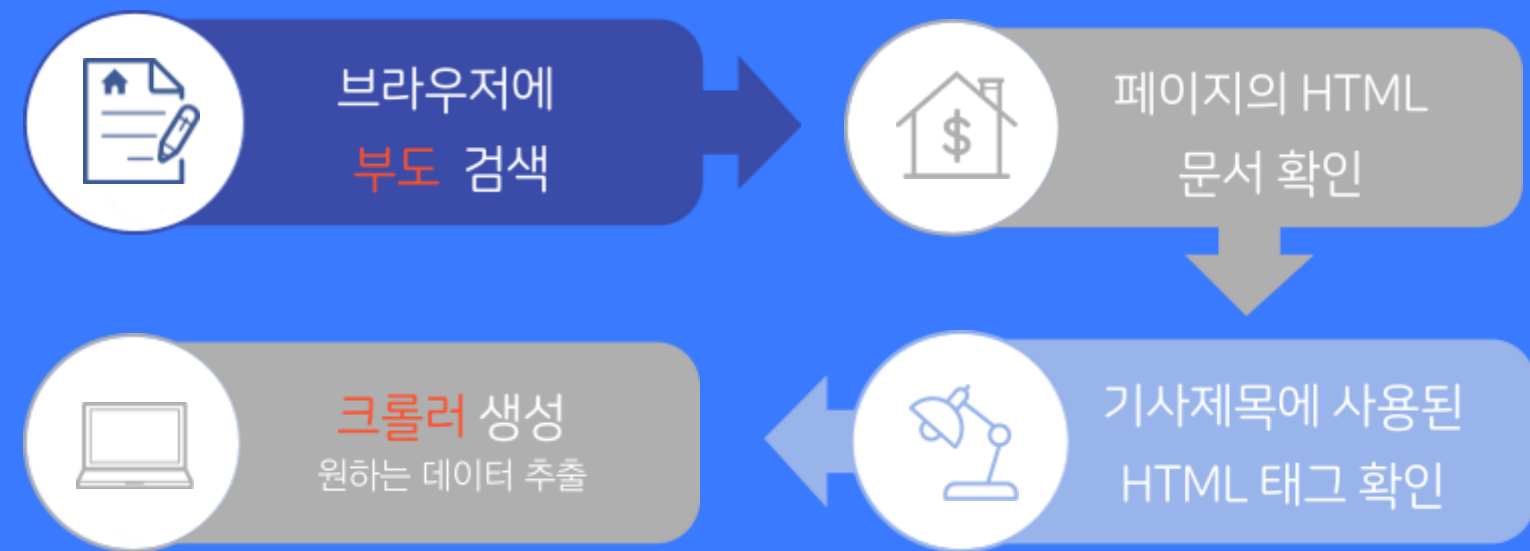 브라우저에
부도 검색
페이지의 HTML
문서 확인
$
기사제목에 사용된
HTML 태그 확인
크롤러 생성
원하는 데이터 추출